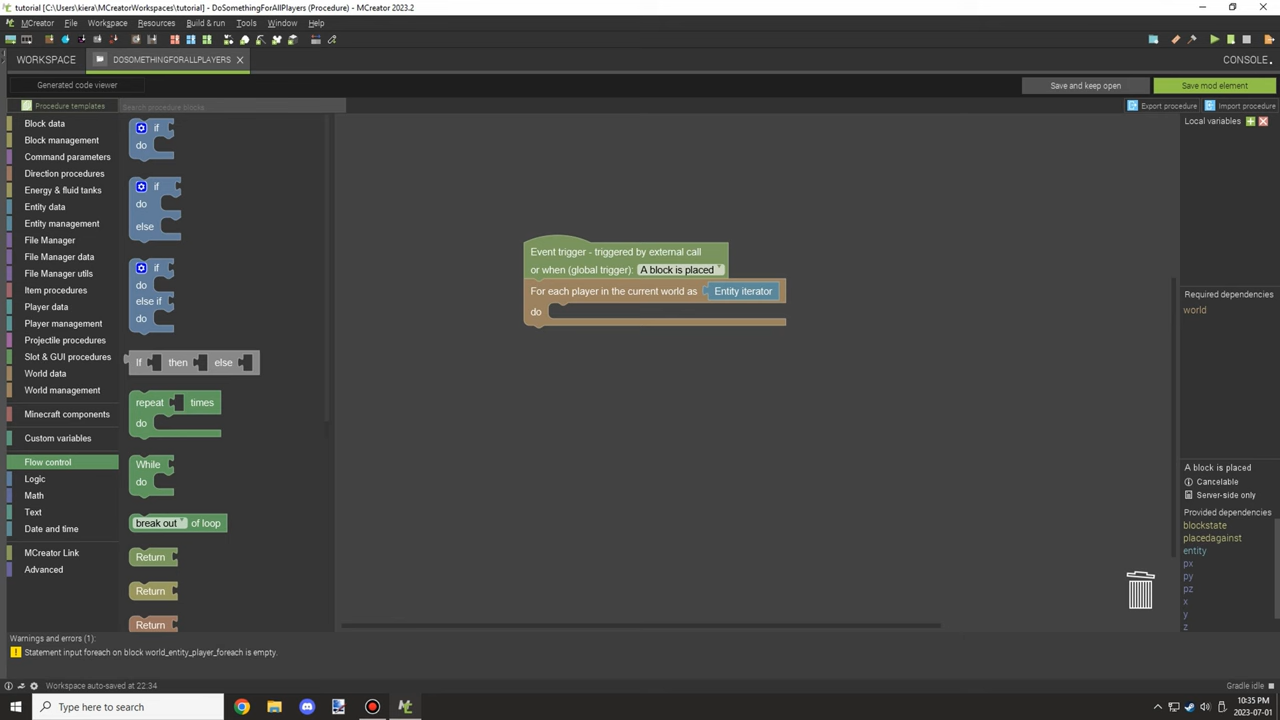 tutorial [C:\Users\kiera\MCreatorWorkspaces\tutorial] - DoSomethingForAllPlayers (Procedure) - MCreator 2023.2
MCreator File Workspace Resources Build & run Tools Window Help
WORKSPACE DOSOMETHINGFORALLPLAYERS CONSOLE
Generated code viewer Save and keep open Save mod element
Procedure templates Search procedure blocks Export procedure Import procedure
Block data
Block management
Command parameters
Direction procedures
Energy & fluid tanks
Entity data
Entity management
File Manager
File Manager data
File Manager utils
Item procedures
Player data
Player management
Projectile procedures
Slot & GUI procedures
World data
World management
Minecraft components
Custom variables
Flow control
Logic
Math
Text
Date and time
MCreator Link
Advanced
if
do
if
do
else
if
do
else if
do
If then else
repeat times
do
While
do
break out of loop
Return
Return
Return
Event trigger - triggered by external call
or when (global trigger): A block is placed
For each player in the current world as Entity iterator
do
Local variables
Required dependencies
world
A block is placed
Cancelable
Server-side only
Provided dependencies
blockstate
placedagainst
entity
px
py
pz
x
y
z
Warnings and errors (1):
Statement input foreach on block world_entity_player_foreach is empty.
Workspace auto-saved at 22:34 Gradle idle
Type here to search
10:35 PM
2023-07-01